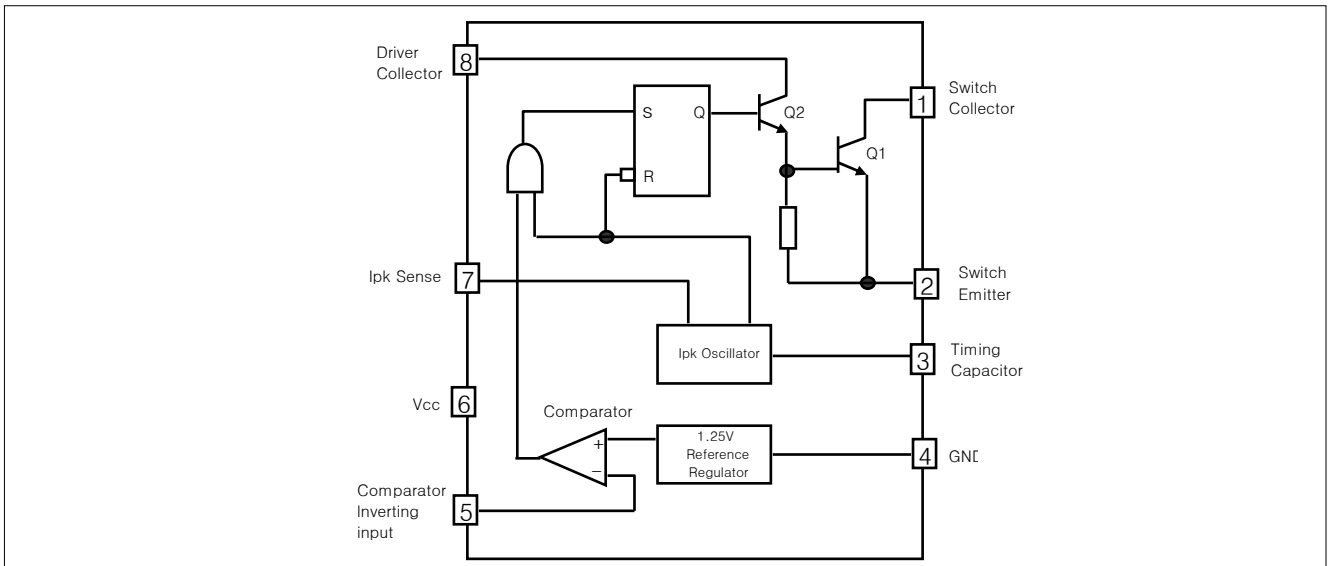 Driver
Collector
8
Switch
Collector
1
S
Q
Q2
Q1
R
Ipk Sense
7
Switch
Emitter
2
Ipk Oscillator
Timing
Capacitor
3
Vcc
6
Comparator
+
−
1.25V
Reference
Regulator
4
Comparator
Inverting
input
5